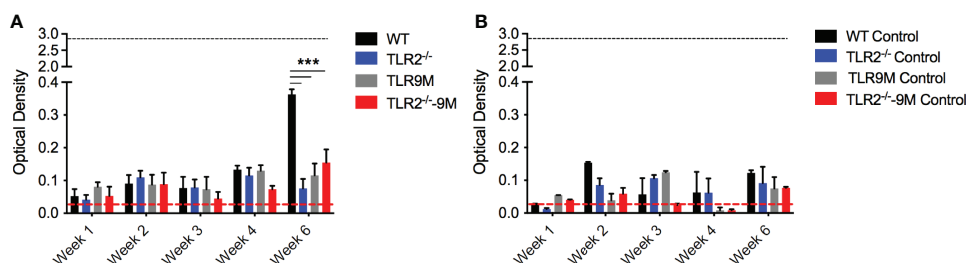 A
Optical Density
3.0
2.5
2.0
0.4
0.3
0.2
0.1
0.0
***
Week 1
Week 2
Week 3
Week 4
Week 6
WT
TLR2-/-
TLR9M
TLR2-/--9M
B
Optical Density
3.0
2.5
2.0
0.4
0.3
0.2
0.1
0.0
Week 1
Week 2
Week 3
Week 4
Week 6
WT Control
TLR2-/- Control
TLR9M Control
TLR2-/--9M Control